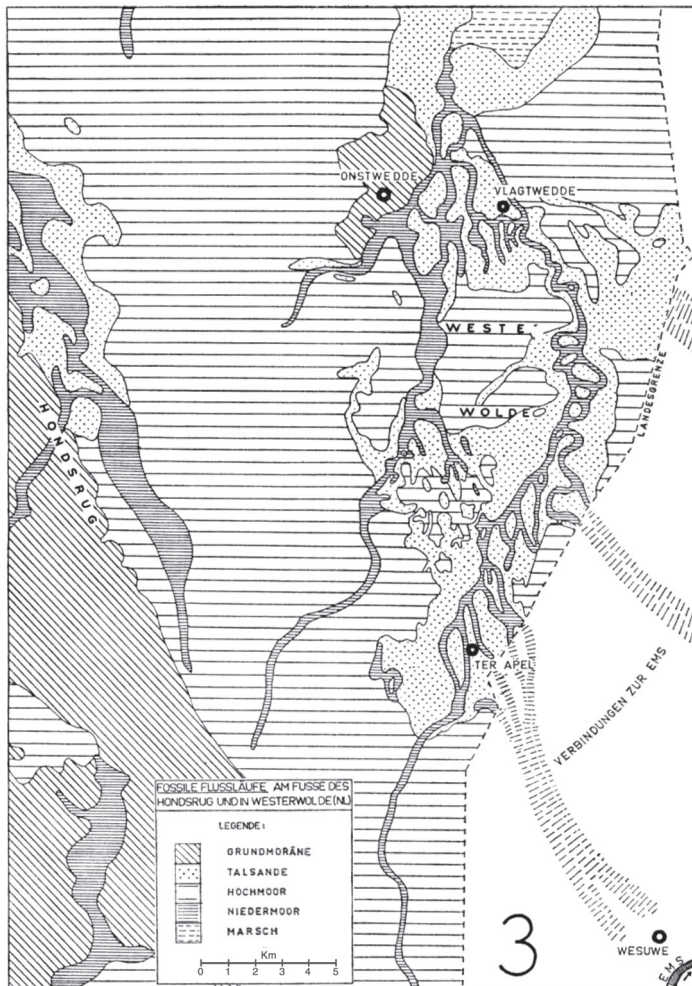 ONSTWEDDE
VLAGTWEDDE
WESTE
WOLDE
LANDESGRENZE
HONDSRUG
TER APEL
VERBINDUNGEN ZUR EMS
FOSSILE FLUSSLÄUFE AM FUSSE DES
HONDSRUG UND IN WESTERWOLDE (NL)
LEGENDE:
GRUNDMORÄNE
TALSANDE
HOCHMOOR
NIEDERMOOR
MARSCH
Km
0 1 2 3 4 5
3
WESUWE
EMS